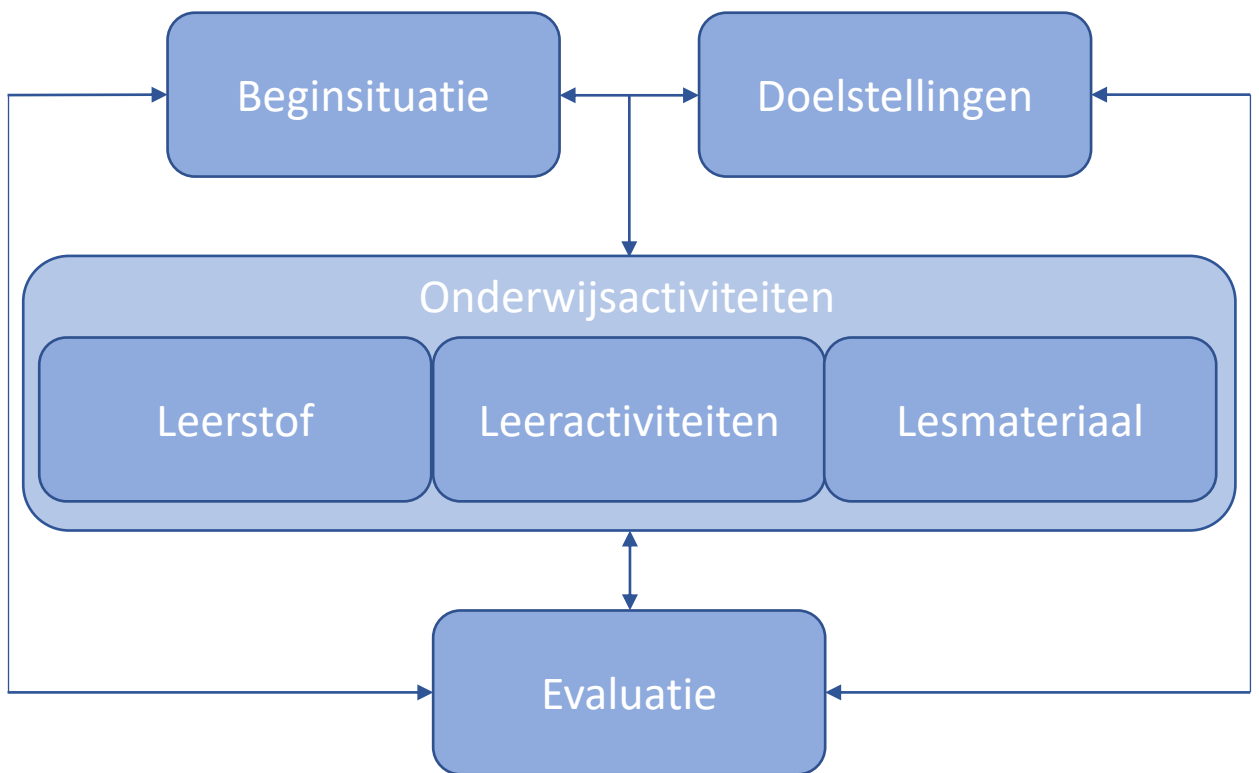 Beginsituatie
Doelstellingen
Onderwijsactiviteiten
Leerstof
Leeractiviteiten
Lesmateriaal
Evaluatie